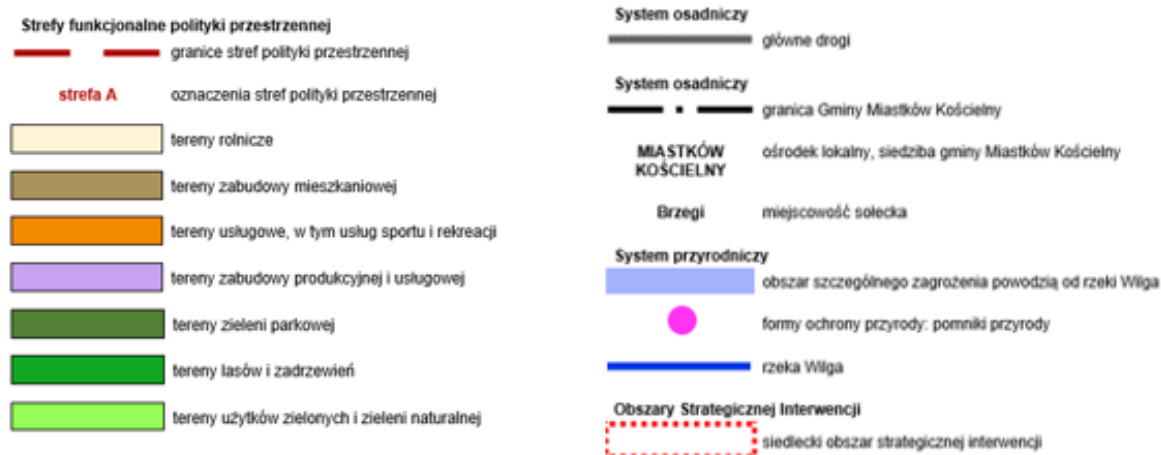 Strefy funkcjonalne polityki przestrzennej
granice stref polityki przestrzennej
strefa A oznaczenia stref polityki przestrzennej
tereny rolnicze
tereny zabudowy mieszkaniowej
tereny usługowe, w tym usług sportu i rekreacji
tereny zabudowy produkcyjnej i usługowej
tereny zieleni parkowej
tereny lasów i zadrzewień
tereny użytków zielonych i zieleni naturalnej
System osadniczy
główne drogi
System osadniczy
granica Gminy Miastków Kościelny
MIASTKÓW KOŚCIELNY ośrodek lokalny, siedziba gminy Miastków Kościelny
Brzegi miejscowość sołecka
System przyrodniczy
obszar szczególnego zagrożenia powodzią od rzeki Wilga
formy ochrony przyrody: pomniki przyrody
rzeka Wilga
Obszary Strategicznej Interwencji
siedlecki obszar strategicznej interwencji